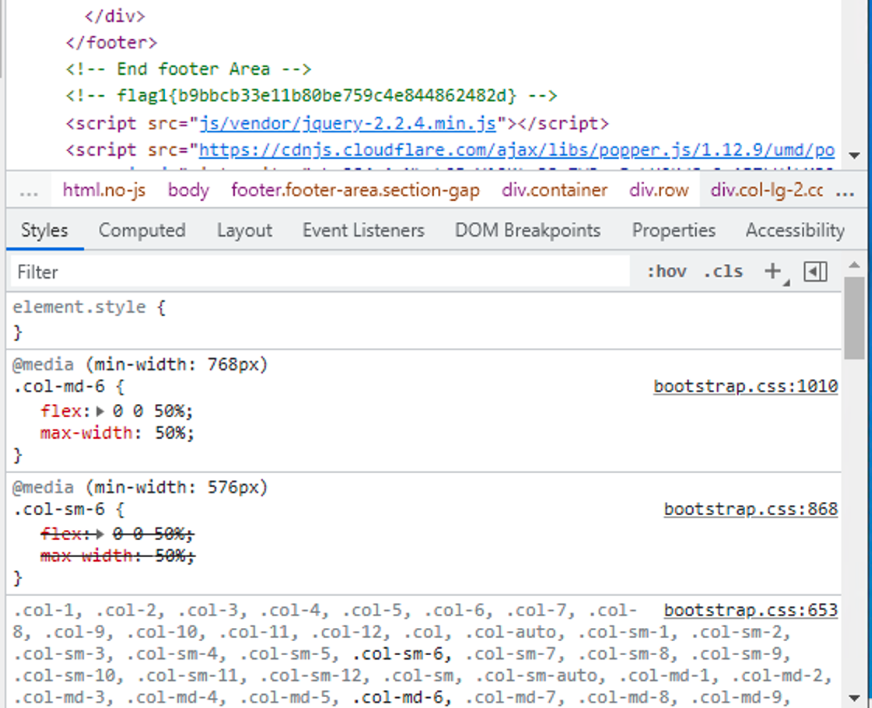 </div>
</footer>
<!-- End footer Area -->
<!-- flag1{b9bbcb33e11b80be759c4e844862482d} -->
<script src="js/vendor/jquery-2.2.4.min.js"></script>
<script src="https://cdnjs.cloudflare.com/ajax/libs/popper.js/1.12.9/umd/po
... html.no-js body footer.footer-area.section-gap div.container div.row div.col-lg-2.cc ...
Styles Computed Layout Event Listeners DOM Breakpoints Properties Accessibility
Filter :hov .cls +
element.style {
}
@media (min-width: 768px)
.col-md-6 { bootstrap.css:1010
flex: 0 0 50%;
max-width: 50%;
}
@media (min-width: 576px)
.col-sm-6 { bootstrap.css:868
flex: 0 0 50%;
max-width: 50%;
}
.col-1, .col-2, .col-3, .col-4, .col-5, .col-6, .col-7, .col- bootstrap.css:653
8, .col-9, .col-10, .col-11, .col-12, .col, .col-auto, .col-sm-1, .col-sm-2,
.col-sm-3, .col-sm-4, .col-sm-5, .col-sm-6, .col-sm-7, .col-sm-8, .col-sm-9,
.col-sm-10, .col-sm-11, .col-sm-12, .col-sm, .col-sm-auto, .col-md-1, .col-md-2,
.col-md-3, .col-md-4, .col-md-5, .col-md-6, .col-md-7, .col-md-8, .col-md-9,